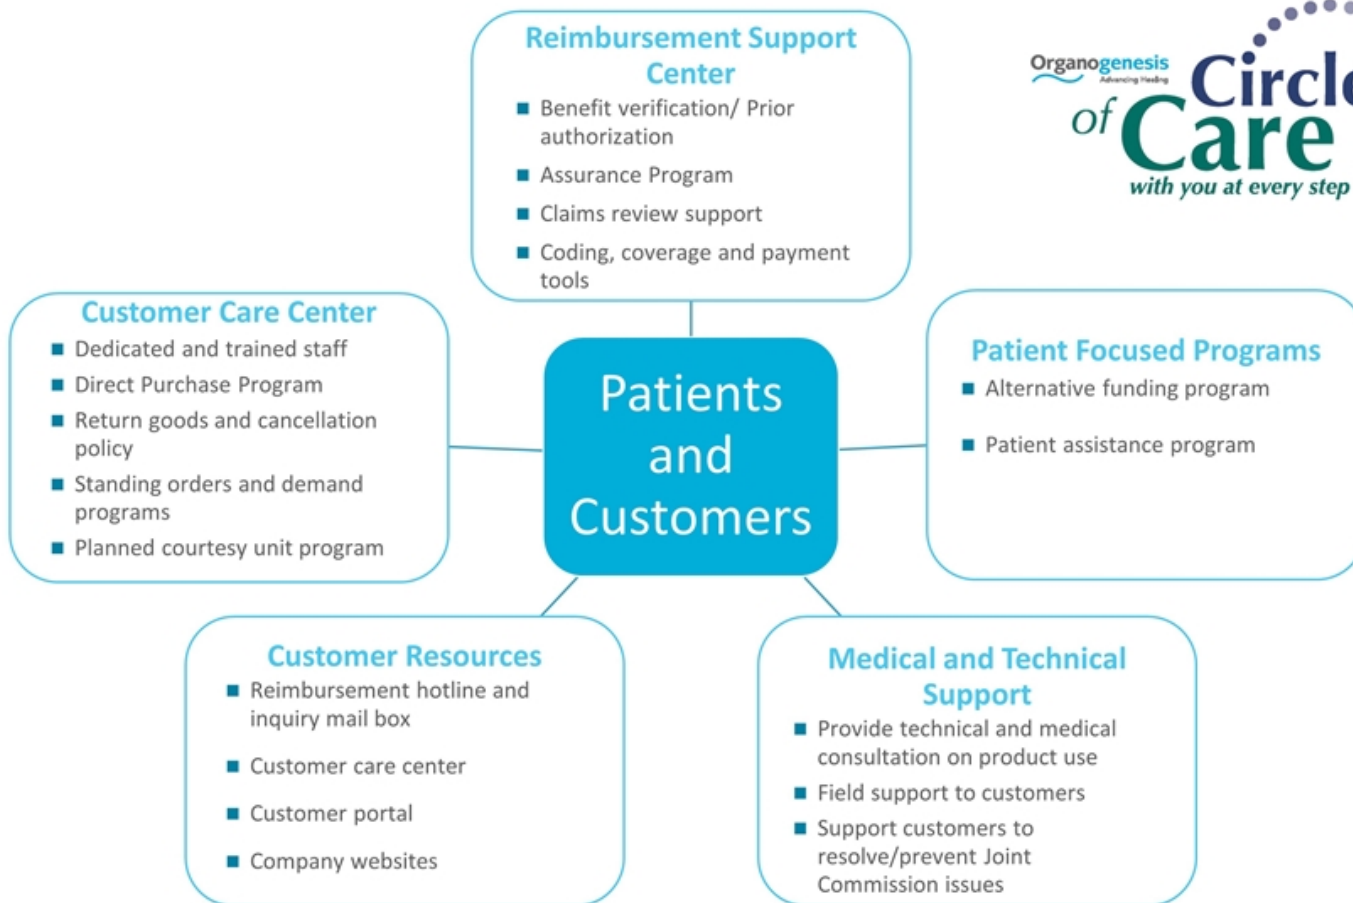 Reimbursement Support
Center
■ Benefit verification/ Prior
authorization
■ Assurance Program
■ Claims review support
■ Coding, coverage and payment
tools
Organogenesis
Advancing Healing
Circle
of Care
with you at every step
Customer Care Center
■ Dedicated and trained staff
■ Direct Purchase Program
■ Return goods and cancellation
policy
■ Standing orders and demand
programs
■ Planned courtesy unit program
Patients
and
Customers
Patient Focused Programs
■ Alternative funding program
■ Patient assistance program
Customer Resources
■ Reimbursement hotline and
inquiry mail box
■ Customer care center
■ Customer portal
■ Company websites
Medical and Technical
Support
■ Provide technical and medical
consultation on product use
■ Field support to customers
■ Support customers to
resolve/prevent Joint
Commission issues